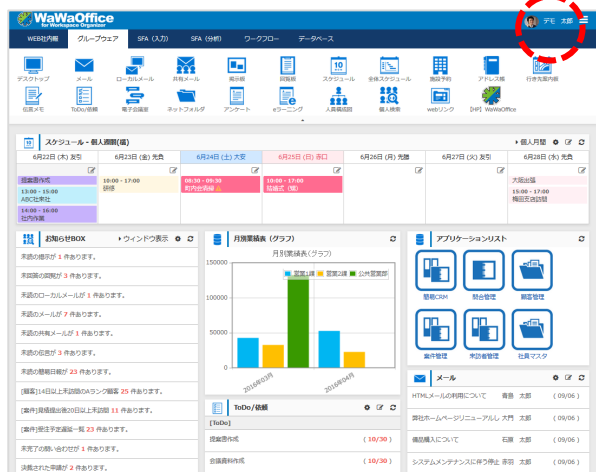 WaWaOffice
for Workspace Organizer
デモ 太郎
WEB社内報 グループウェア SFA（入力） SFA（分析） ワークフロー データベース
デスクトップ メール ローカルメール 共有メール 掲示板 回覧板 スケジュール 全体スケジュール 施設予約 アドレス帳 行き先案内板
伝言メモ ToDo/依頼 電子会議室 ネットフォルダ アンケート eラーニング 人員構成図 個人検索 webリンク 【HP】WaWaOffice
スケジュール - 個人週間(横) 個人月間
6月22日 (木) 友引 6月23日 (金) 先負 6月24日 (土) 大安 6月25日 (日) 赤口 6月26日 (月) 先勝 6月27日 (火) 友引 6月28日 (水) 先負
提案書作成 10:00 - 17:00 08:30 - 09:30 10:00 - 17:00 大阪出張
研修 町内会清掃 結婚式（姪）
13:00 - 15:00 15:00 - 17:00
ABC社来社 梅田支店訪問
14:00 - 16:00
社内作業
お知らせBOX ウィンドウ表示
未読の掲示が 1 件あります。
未回答の回覧が 3 件あります。
未読のローカルメールが 1 件あります。
未読のメールが 7 件あります。
未読の共有メールが 1 件あります。
未読の伝言が 3 件あります。
未読の簡易日報が 23 件あります。
[顧客]14日以上未訪問のAランク顧客 25 件あります。
[案件]見積提出後20日以上未訪問 11 件あります。
[案件]受注予定遅延一覧 23 件あります。
未完了の問い合わせが 1 件あります。
決裁された申請が 2 件あります。
月別業績表（グラフ）
月別業績表（グラフ）
150000
営業1課 営業2課 公共営業部
100000
50000
0
2016年03月 2016年04月
ToDo/依頼
[ToDo]
提案書作成 （10/30）
会議資料作成 （10/30）
アプリケーションリスト
簡易CRM 問合管理 顧客管理
案件管理 来訪者管理 社員マスタ
メール
HTMLメールの利用について 青島 太郎 （09/06）
弊社ホームページリニューアルし 大門 太郎 （09/06）
備品購入について 石原 太郎 （09/06）
システムメンテナンスに伴う停止 赤羽 太郎 （09/06）